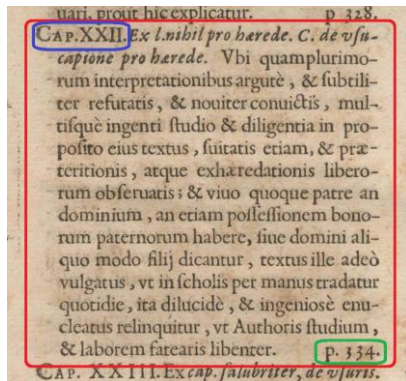 uari, prout hic explicatur. p 328.
CAP.XXII. Ex l.nihil pro hærede. C. de vſu-
capione pro hærede. Vbi quamplurimo-
rum interpretationibus argutè, & ſubtili-
ter refutatis, & nouiter conuictis, mul-
tiſquè ingenti ſtudio & diligentia in pro-
poſito eius textus, ſuitatis etiam, & præ-
teritionis, atque exhæredationis libero-
rum obſeruatis; & viuo quoque patre an
dominium, an etiam poſſeſſionem bono-
rum paternorum habere, ſiue domini ali-
quo modo filij dicantur, textus ille adeò
vulgatus, vt in ſcholis per manus tradatur
quotidie, ita dilucidè, & ingeniosè enu-
cleatus relinquitur, vt Authoris ſtudium,
& laborem fatearis libenter. p. 334.
CAP. XXIII. Ex cap. ſalubriter, de vſuris.